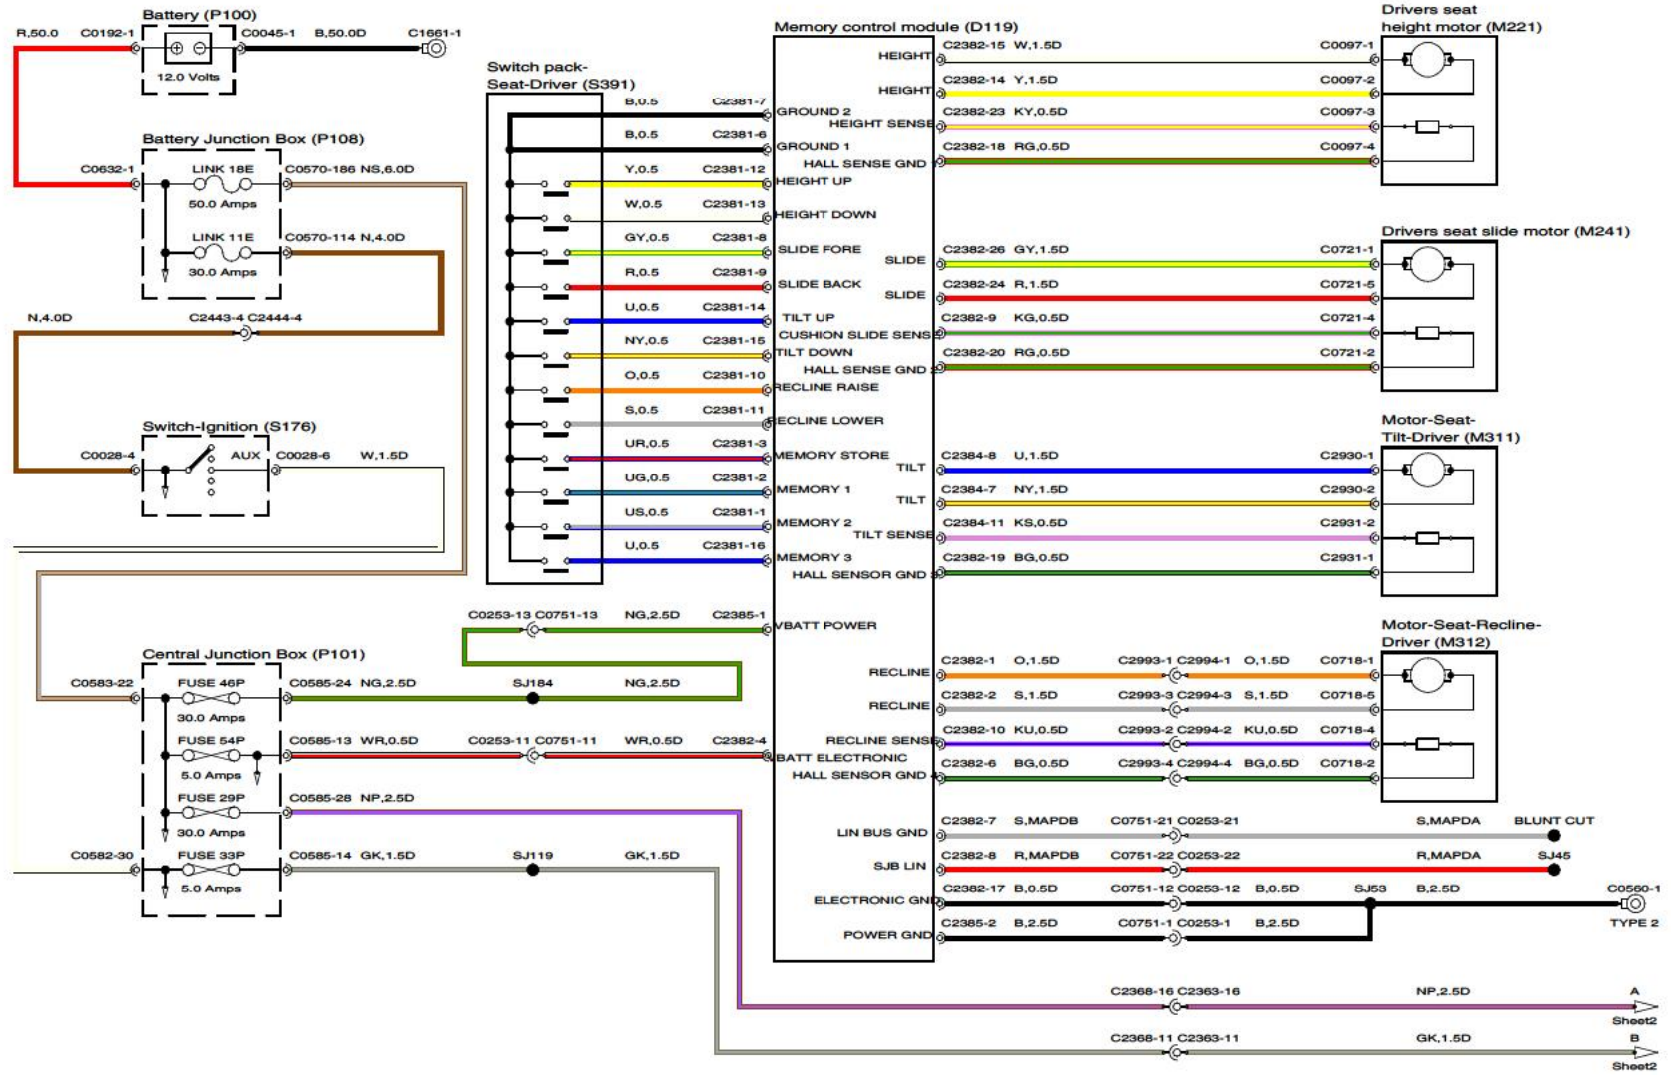 Battery (P100)
R,50.0 C0192-1 C0045-1 B,50.0D C1661-1
12.0 Volts
Battery Junction Box (P108)
C0632-1 LINK 18E C0570-186 NS,6.0D
50.0 Amps
LINK 11E C0570-114 N,4.0D
30.0 Amps
N,4.0D C2443-4 C2444-4
Switch-Ignition (S176)
C0028-4 AUX C0028-6 W,1.5D
Central Junction Box (P101)
C0583-22 FUSE 46P C0585-24 NG,2.5D SJ184 NG,2.5D
30.0 Amps
FUSE 54P C0585-13 WR,0.5D C0253-11 C0751-11 WR,0.5D C2382-4
5.0 Amps
FUSE 29P C0585-28 NP,2.5D
30.0 Amps
C0582-30 FUSE 33P C0585-14 GK,1.5D SJ119 GK,1.5D
5.0 Amps
Switch pack-
Seat-Driver (S391)
B,0.5 C2381-7
B,0.5 C2381-6
Y,0.5 C2381-12
W,0.5 C2381-13
GY,0.5 C2381-8
R,0.5 C2381-9
U,0.5 C2381-14
NY,0.5 C2381-15
O,0.5 C2381-10
S,0.5 C2381-11
UR,0.5 C2381-3
UG,0.5 C2381-2
US,0.5 C2381-1
U,0.5 C2381-16
C0253-13 C0751-13 NG,2.5D C2385-1
Memory control module (D119)
HEIGHT
HEIGHT
GROUND 2
HEIGHT SENSE
GROUND 1
HALL SENSE GND
HEIGHT UP
HEIGHT DOWN
SLIDE FORE
SLIDE
SLIDE BACK
SLIDE
TILT UP
CUSHION SLIDE SENS
TILT DOWN
HALL SENSE GND 2
RECLINE RAISE
RECLINE LOWER
MEMORY STORE
TILT
MEMORY 1
TILT
MEMORY 2
TILT SENSE
MEMORY 3
HALL SENSOR GND 3
VBATT POWER
RECLINE
RECLINE
RECLINE SENSE
BATT ELECTRONIC
HALL SENSOR GND 4
LIN BUS GND
SJB LIN
ELECTRONIC GND
POWER GND
Drivers seat
height motor (M221)
C2382-15 W,1.5D C0097-1
C2382-14 Y,1.5D C0097-2
C2382-23 KY,0.5D C0097-3
C2382-18 RG,0.5D C0097-4
Drivers seat slide motor (M241)
C2382-26 GY,1.5D C0721-1
C2382-24 R,1.5D C0721-5
C2382-9 KG,0.5D C0721-4
C2382-20 RG,0.5D C0721-2
Motor-Seat-
Tilt-Driver (M311)
C2384-8 U,1.5D C2930-1
C2384-7 NY,1.5D C2930-2
C2384-11 KS,0.5D C2931-2
C2382-19 BG,0.5D C2931-1
Motor-Seat-Recline-
Driver (M312)
C2382-1 O,1.5D C2993-1 C2994-1 O,1.5D C0718-1
C2382-2 S,1.5D C2993-3 C2994-3 S,1.5D C0718-5
C2382-10 KU,0.5D C2993-2 C2994-2 KU,0.5D C0718-4
C2382-6 BG,0.5D C2993-4 C2994-4 BG,0.5D C0718-2
C2382-7 S,MAPDB C0751-21 C0253-21 S,MAPDA BLUNT CUT
C2382-8 R,MAPDB C0751-22 C0253-22 R,MAPDA SJ45
C2382-17 B,0.5D C0751-12 C0253-12 B,0.5D SJ53 B,2.5D C0560-1
C2385-2 B,2.5D C0751-1 C0253-1 B,2.5D TYPE 2
C2368-16 C2363-16 NP,2.5D A
Sheet2
C2368-11 C2363-11 GK,1.5D B
Sheet2